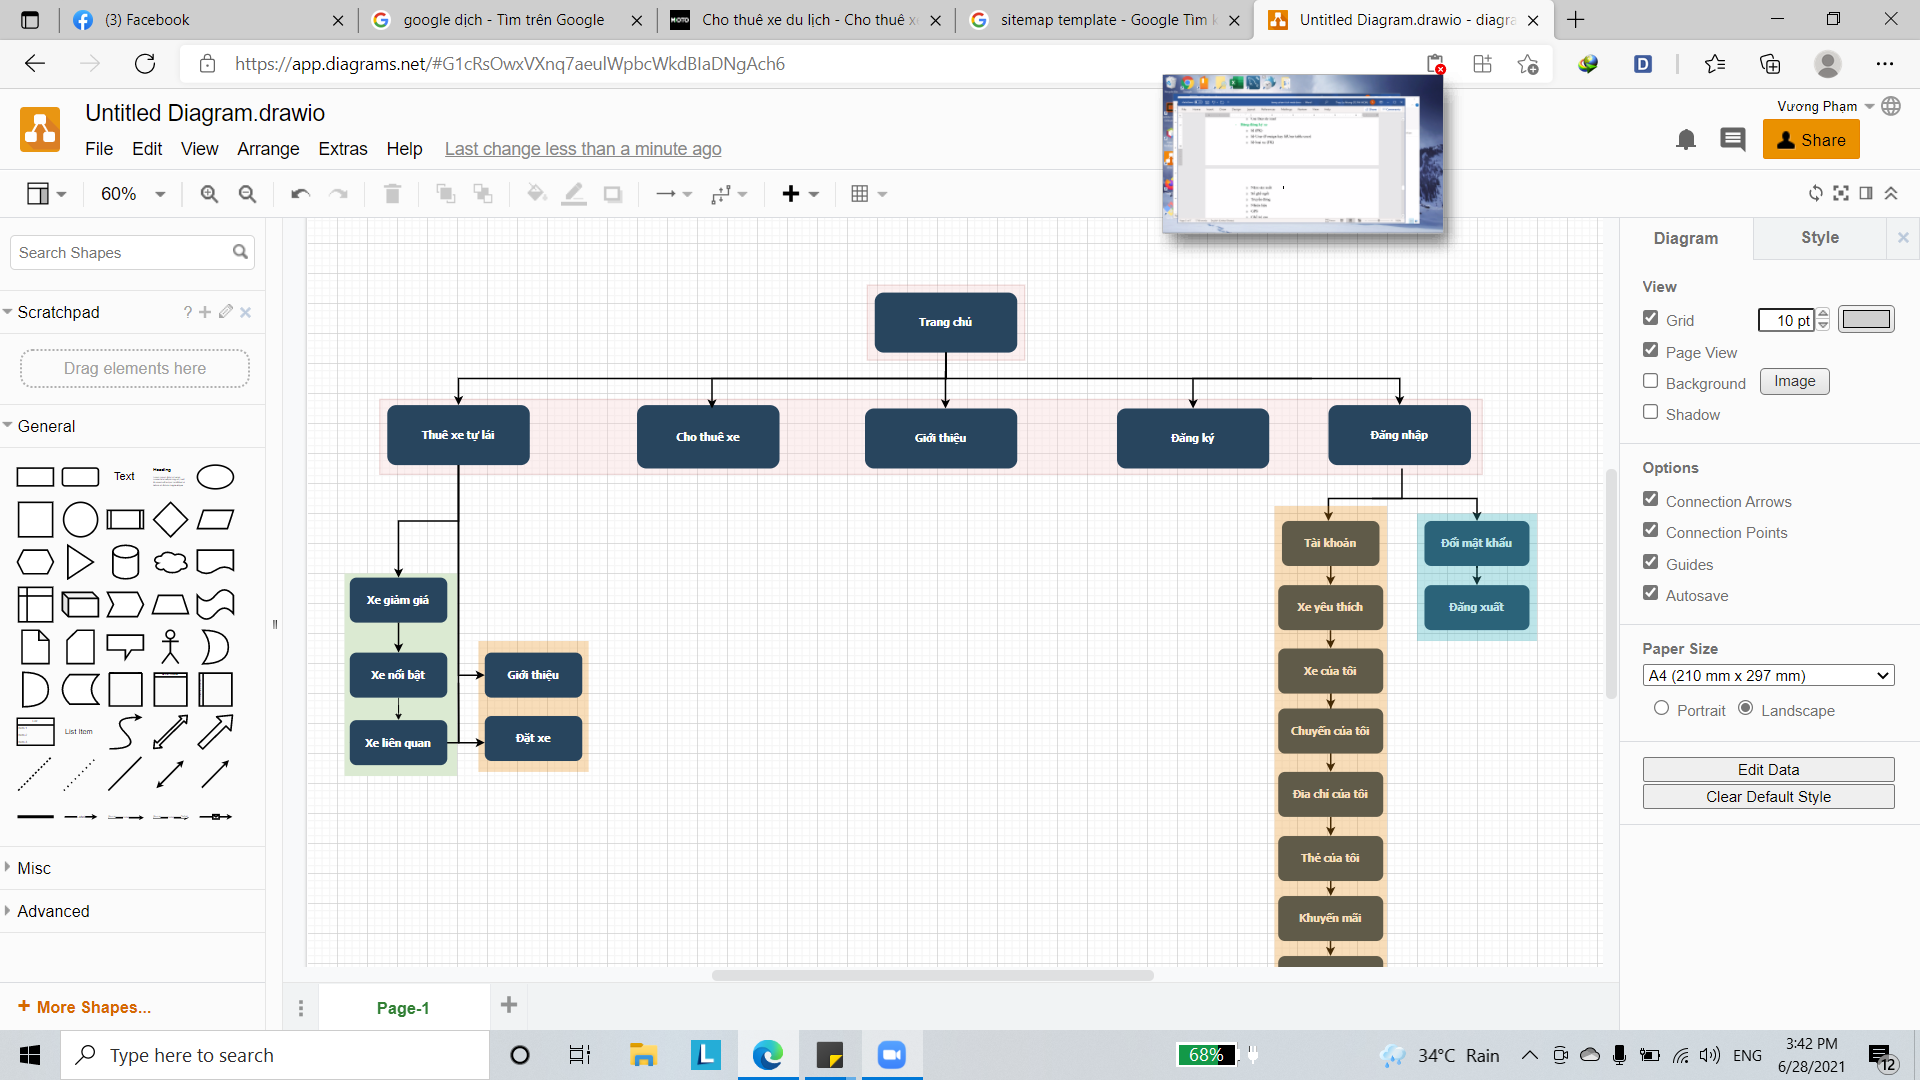 (3) Facebook
google dịch - Tìm trên Google
Cho thuê xe du lịch - Cho thuê x
sitemap template - Google Tìm k
Untitled Diagram.drawio - diagra
https://app.diagrams.net/#G1cRsOwxVXnq7aeulWpbcWkdBIaDNgAch6
Untitled Diagram.drawio
Vương Phạm
File Edit View Arrange Extras Help Last change less than a minute ago
Share
60%
Search Shapes
Scratchpad
?
Drag elements here
General
Text
Heading
List Item
Misc
Advanced
+ More Shapes...
Trang chủ
Thuê xe tự lái
Cho thuê xe
Giới thiệu
Đăng ký
Đăng nhập
Xe giảm giá
Xe nổi bật
Xe liên quan
Giới thiệu
Đặt xe
Tài khoản
Xe yêu thích
Xe của tôi
Chuyến của tôi
Địa chỉ của tôi
Thẻ của tôi
Khuyến mãi
Đổi mật khẩu
Đăng xuất
Diagram
Style
View
Grid
10 pt
Page View
Background
Image
Shadow
Options
Connection Arrows
Connection Points
Guides
Autosave
Paper Size
A4 (210 mm x 297 mm)
Portrait
Landscape
Edit Data
Clear Default Style
Page-1
Type here to search
68%
34°C Rain
ENG
3:42 PM
6/28/2021
12